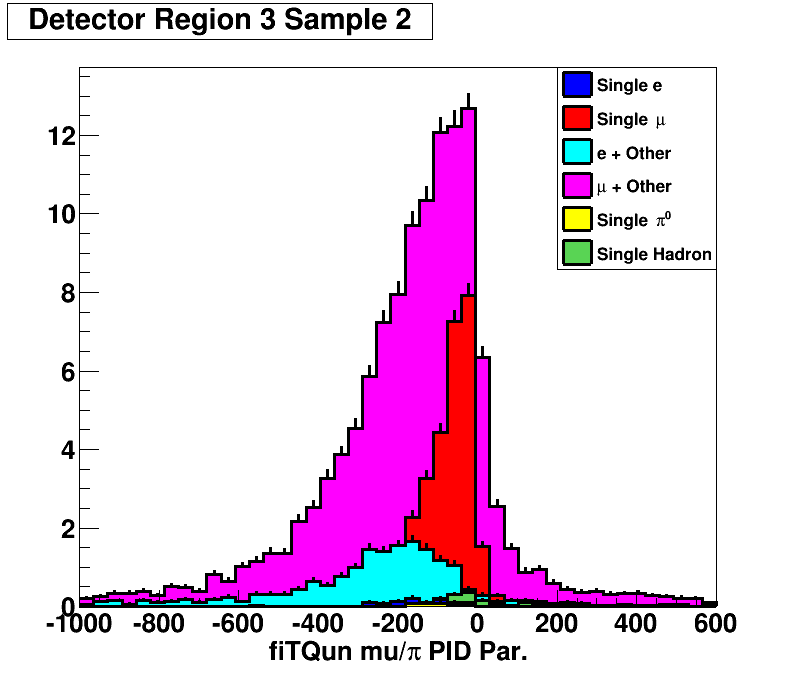 Detector Region 3 Sample 2
Single e
Single μ
e + Other
μ + Other
Single π⁰
Single Hadron
12
10
8
6
4
2
0
-1000 -800 -600 -400 -200 0 200 400 600
fiTQun mu/π PID Par.